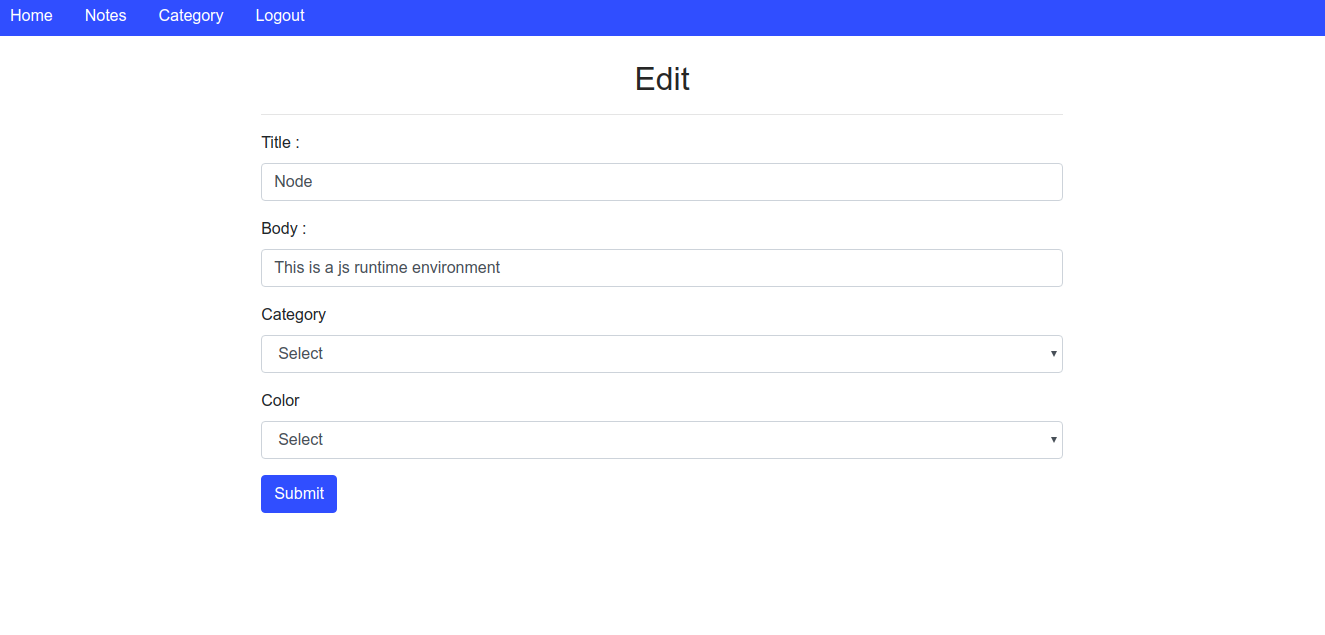 Home Notes Category Logout
Edit
Title :
Node
Body :
This is a js runtime environment
Category
Select
Color
Select
Submit